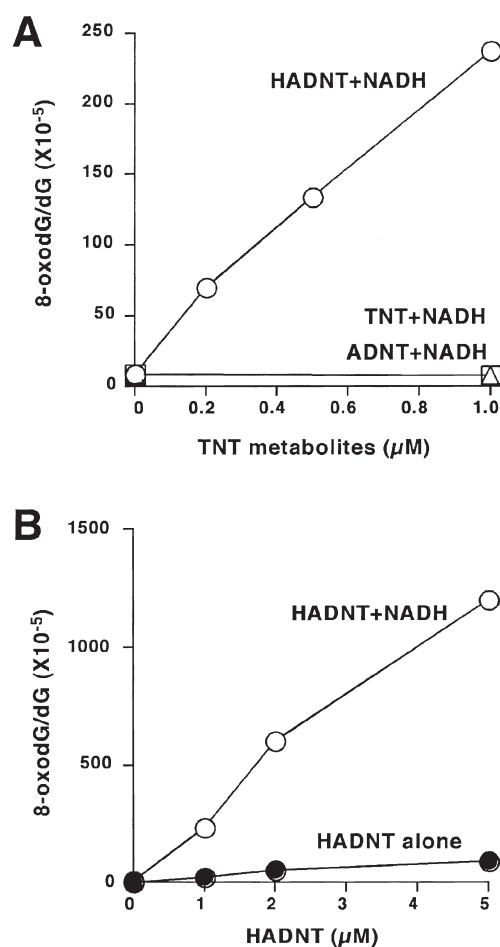 A
250
200
150
100
50
0
8-oxodG/dG (X10-5)
HADNT+NADH
TNT+NADH
ADNT+NADH
0 0.2 0.4 0.6 0.8 1.0
TNT metabolites (µM)
B
1500
1000
500
0
8-oxodG/dG (X10-5)
HADNT+NADH
HADNT alone
0 1 2 3 4 5
HADNT (µM)